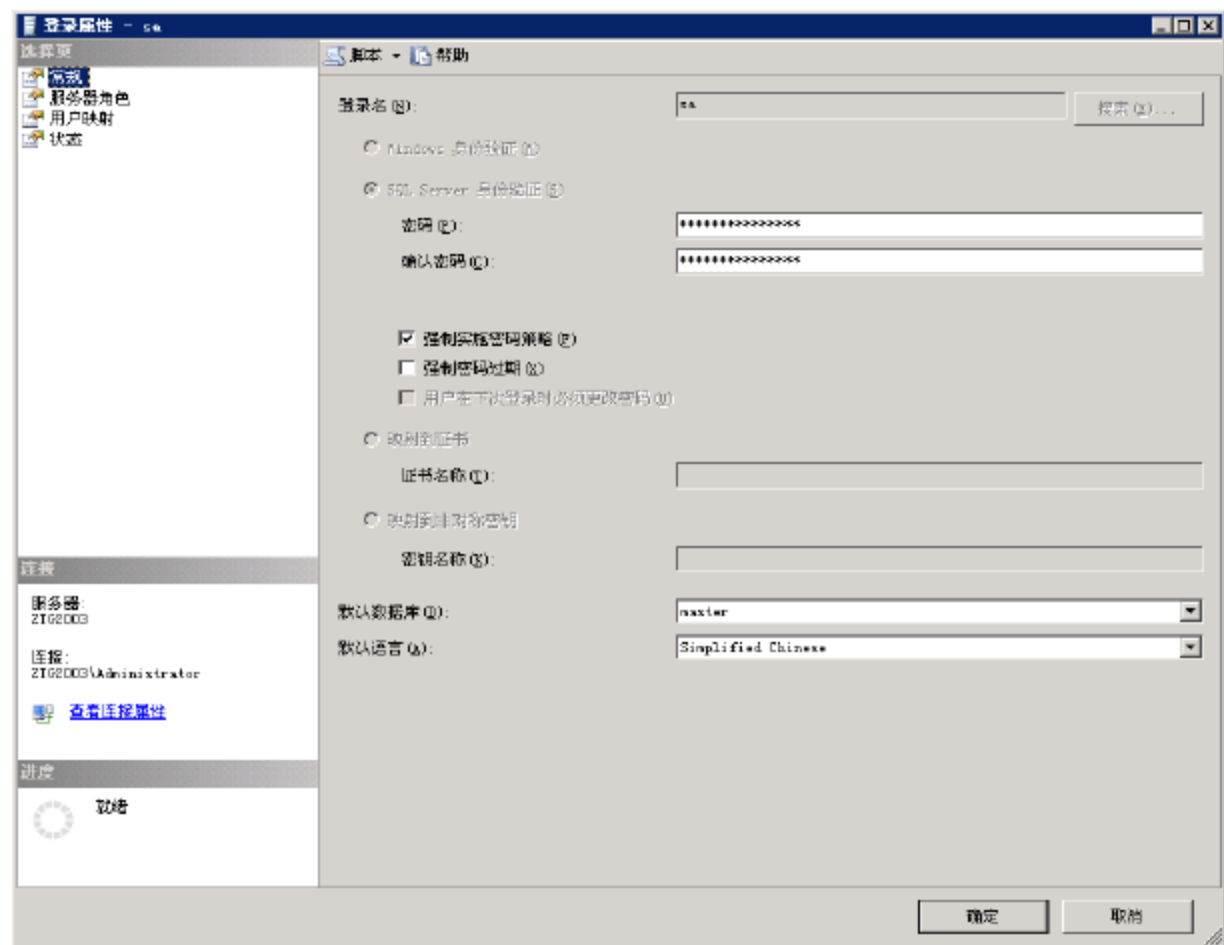 登录属性 - sa
选择页
常规
服务器角色
用户映射
状态
脚本 帮助
登录名(N):
sa
搜索(E)...
Windows 身份验证(W)
SQL Server 身份验证(S)
密码(P):
***************
确认密码(C):
***************
强制实施密码策略(F)
强制密码过期(X)
用户在下次登录时必须更改密码(U)
映射到证书
证书名称(T):
映射到非对称密钥
密钥名称(K):
默认数据库(D):
master
默认语言(A):
Simplified Chinese
连接
服务器:
ZTG2003
连接:
ZTG2003\Administrator
查看连接属性
进度
就绪
确定
取消